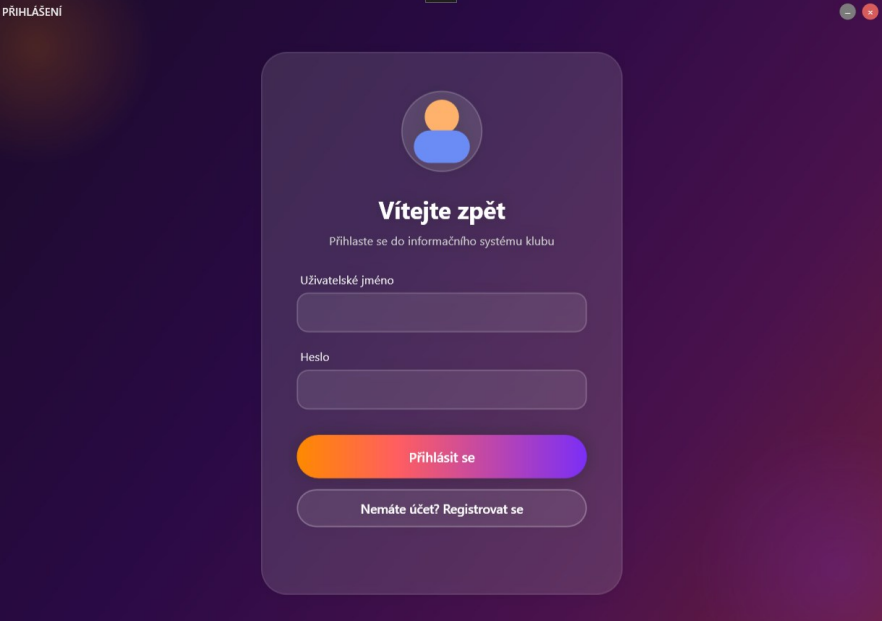 PŘIHLÁŠENÍ
Vítejte zpět
Přihlaste se do informačního systému klubu
Uživatelské jméno
Heslo
Přihlásit se
Nemáte účet? Registrovat se